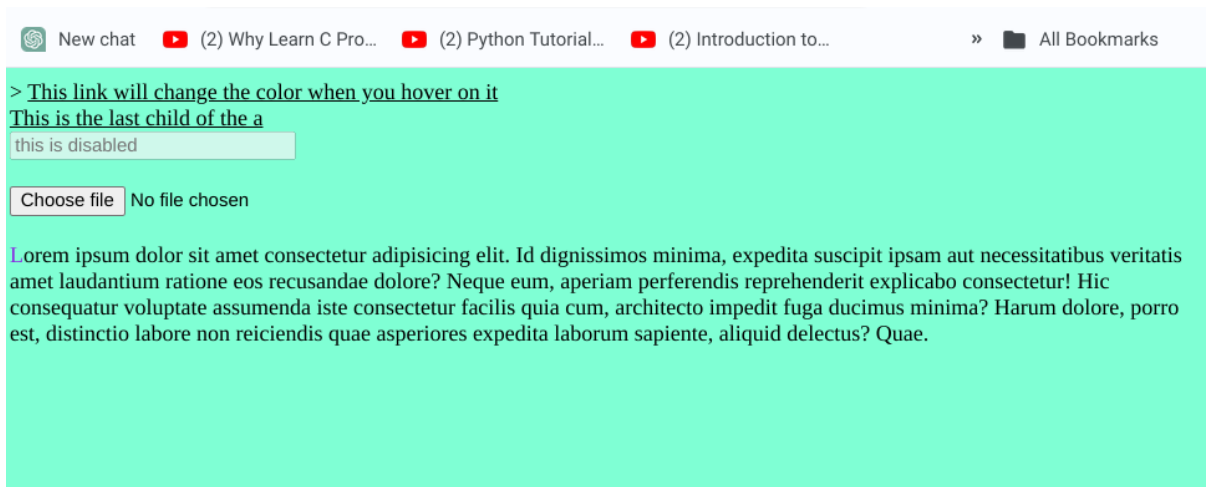 New chat (2) Why Learn C Pro... (2) Python Tutorial... (2) Introduction to... » All Bookmarks
> This link will change the color when you hover on it
This is the last child of the a
this is disabled
Choose file No file chosen
Lorem ipsum dolor sit amet consectetur adipisicing elit. Id dignissimos minima, expedita suscipit ipsam aut necessitatibus veritatis
amet laudantium ratione eos recusandae dolore? Neque eum, aperiam perferendis reprehenderit explicabo consectetur! Hic
consequatur voluptate assumenda iste consectetur facilis quia cum, architecto impedit fuga ducimus minima? Harum dolore, porro
est, distinctio labore non reiciendis quae asperiores expedita laborum sapiente, aliquid delectus? Quae.